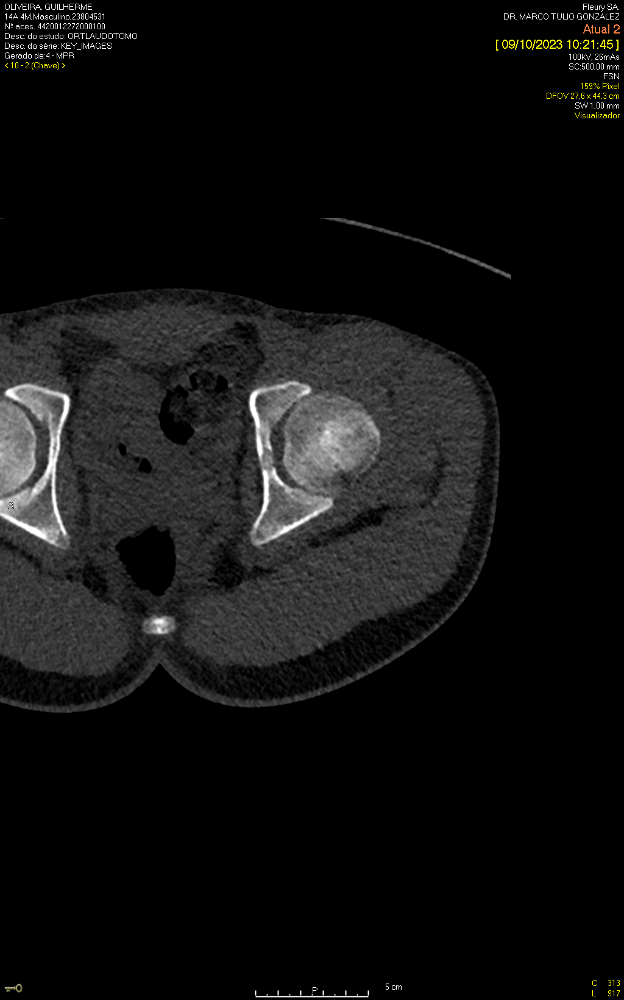 OLIVEIRA, GUILHERME
14A 4M,Masculino,23804531
Nº aces. 4420012272000100
Desc. do estudo: ORTLAUDOTOMO
Desc. da série: KEY_IMAGES
Gerado de:4 - MPR
< 10 - 2 (Chave) >
Fleury SA.
DR. MARCO TULIO GONZALEZ
Atual 2
[ 09/10/2023 10:21:45 ]
100kV, 26mAs
SC:500,00 mm
FSN
159% Pixel
DFOV 27,6 x 44,3 cm
SW 1,00 mm
Visualizador
R
P
5 cm
C 313
L 917